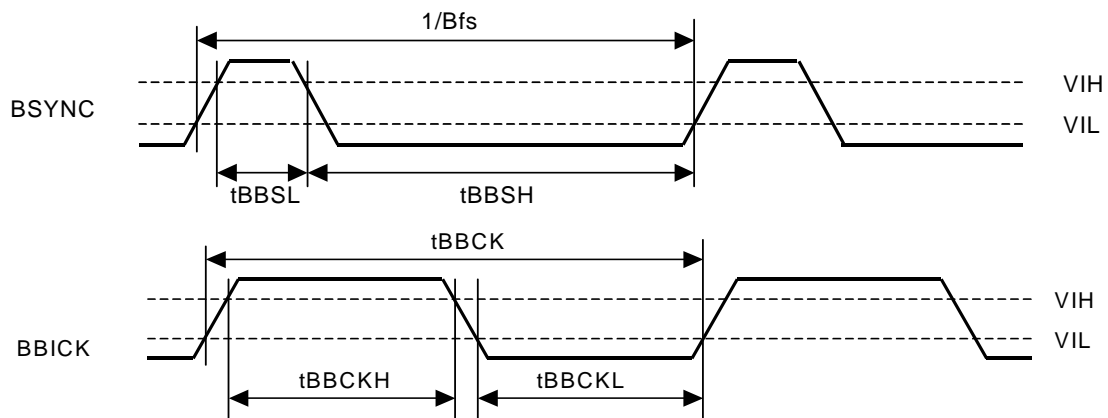 1/Bfs
VIH
BSYNC
VIL
tBBSL
tBBSH
tBBCK
VIH
VIL
BBICK
tBBCKH
tBBCKL